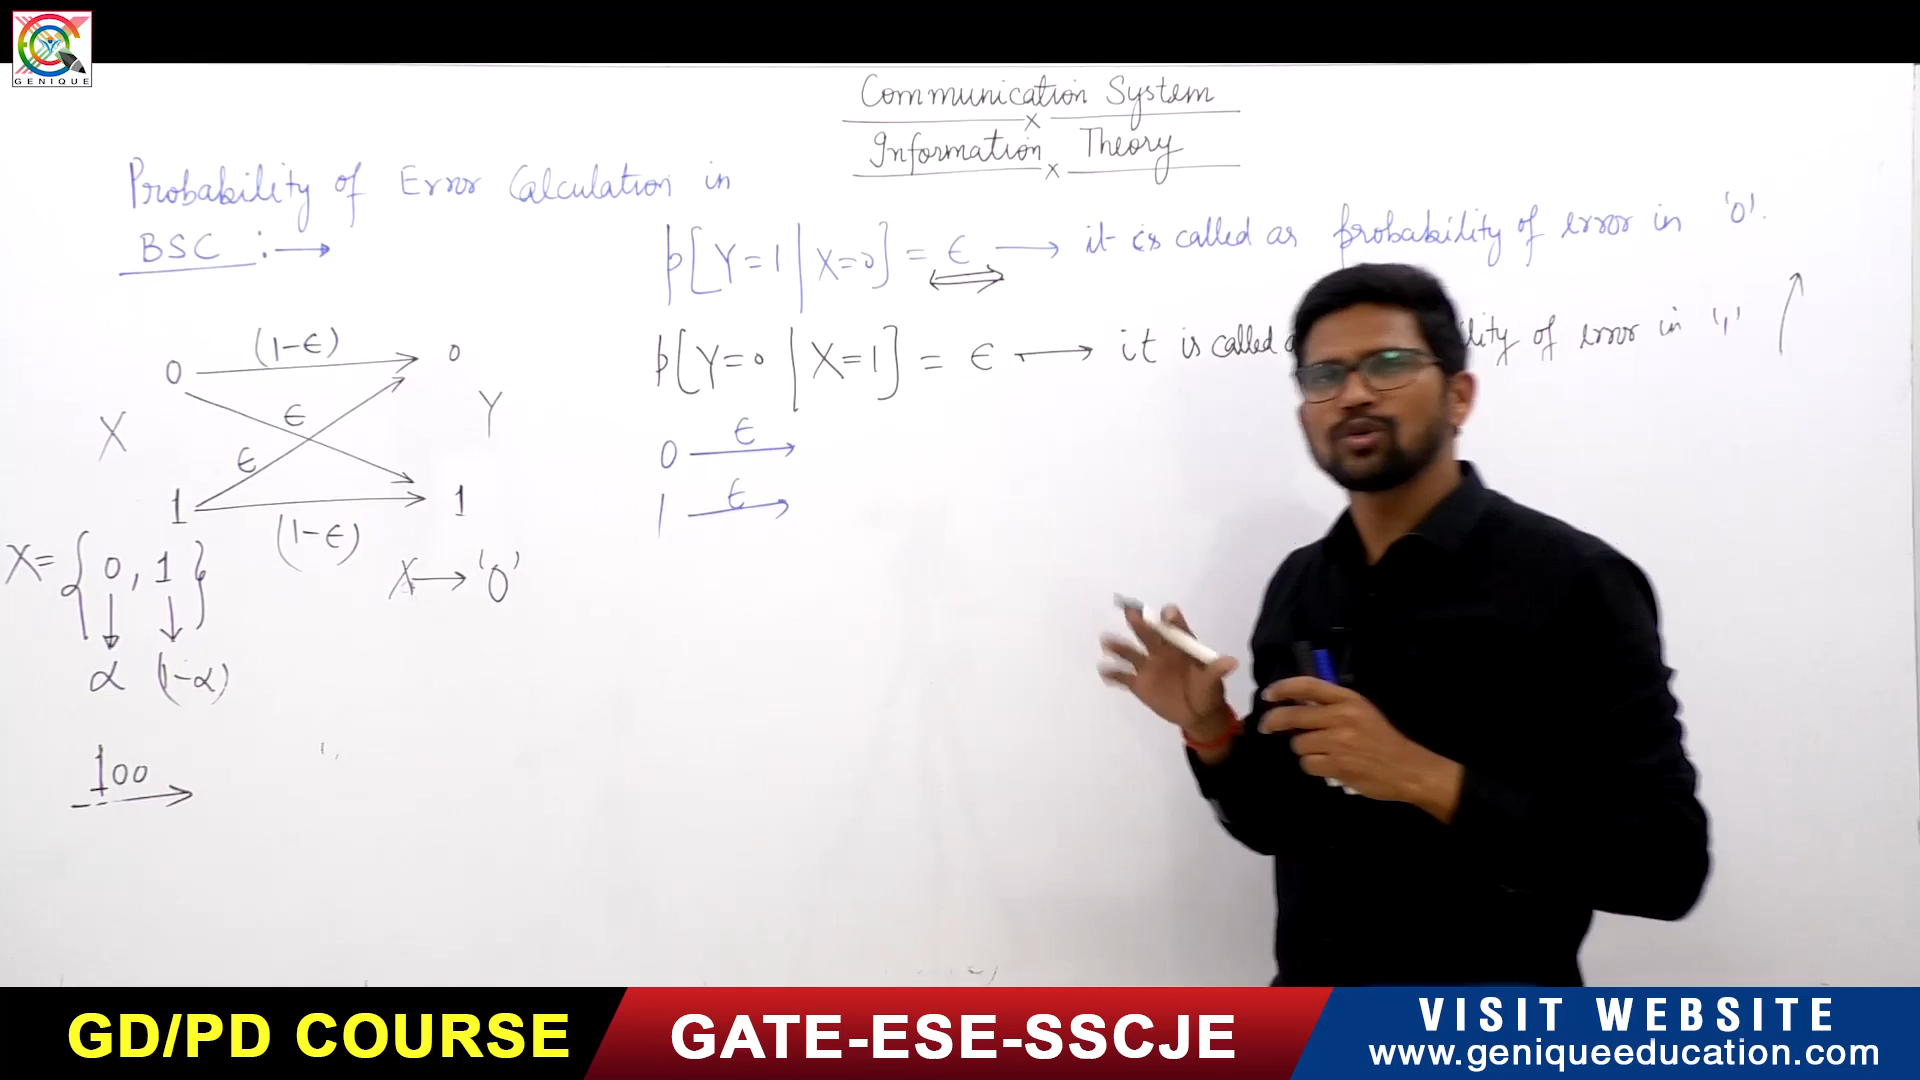 GENIQUE
Communication System
x
Information Theory
x
Probability of Error Calculation in
BSC :→
p[Y=1 | X=0] = ϵ → it is called as probability of error in '0'.
p[Y=0 | X=1] = ϵ → it is called of error in '1'
0 (1-ϵ) 0
X ϵ ϵ Y
1 (1-ϵ) 1
0 ϵ →
1 ϵ →
X= {0, 1}
α (1-α)
X → '0'
100
GD/PD COURSE
GATE-ESE-SSCJE
VISIT WEBSITE
www.geniqueeducation.com